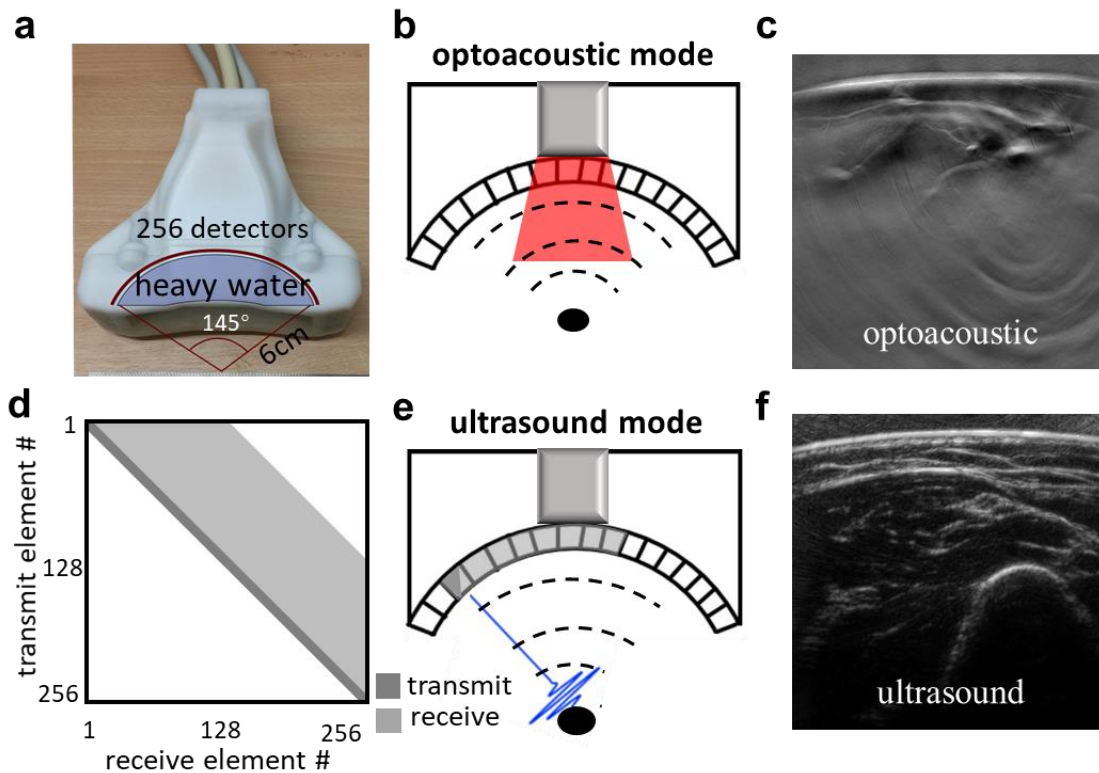 a
256 detectors
heavy water
145°
6cm
b
optoacoustic mode
c
optoacoustic
d
transmit element #
1
128
256
1
128
256
receive element #
transmit
receive
e
ultrasound mode
f
ultrasound